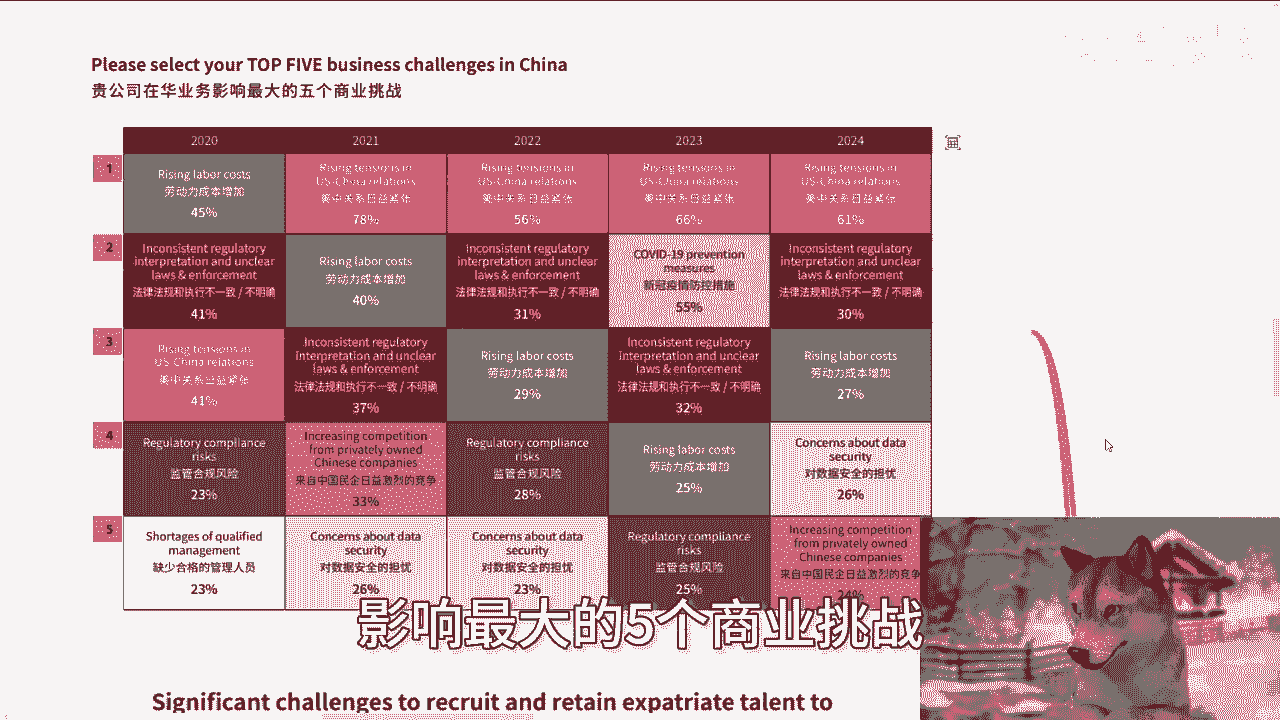 Please select your TOP FIVE business challenges in China
贵公司在华业务影响最大的五个商业挑战
2020 2021 2022 2023 2024
1
Rising labor costs
劳动力成本增加
45%
Rising tensions in
US-China relations
美中关系日益紧张
78%
Rising tensions in
US-China relations
美中关系日益紧张
56%
Rising tensions in
US-China relations
美中关系日益紧张
66%
Rising tensions in
US-China relations
美中关系日益紧张
61%
2
Inconsistent regulatory
interpretation and unclear
laws & enforcement
法律法规和执行不一致 / 不明确
41%
Rising labor costs
劳动力成本增加
40%
Inconsistent regulatory
interpretation and unclear
laws & enforcement
法律法规和执行不一致 / 不明确
31%
COVID-19 prevention
measures
新冠疫情防控措施
55%
Inconsistent regulatory
interpretation and unclear
laws & enforcement
法律法规和执行不一致 / 不明确
30%
3
Rising tensions in
US-China relations
美中关系日益紧张
41%
Inconsistent regulatory
interpretation and unclear
laws & enforcement
法律法规和执行不一致 / 不明确
37%
Rising labor costs
劳动力成本增加
29%
Inconsistent regulatory
interpretation and unclear
laws & enforcement
法律法规和执行不一致 / 不明确
32%
Rising labor costs
劳动力成本增加
27%
4
Regulatory compliance
risks
监管合规风险
23%
Increasing competition
from privately owned
Chinese companies
来自中国民企日益激烈的竞争
33%
Regulatory compliance
risks
监管合规风险
28%
Rising labor costs
劳动力成本增加
25%
Concerns about data
security
对数据安全的担忧
26%
5
Shortages of qualified
management
缺少合格的管理人员
23%
Concerns about data
security
对数据安全的担忧
26%
Concerns about data
security
对数据安全的担忧
23%
Regulatory compliance
risks
监管合规风险
25%
Increasing competition
from privately owned
Chinese companies
来自中国民企日益激烈的竞争
24%
影响最大的5个商业挑战
Significant challenges to recruit and retain expatriate talent to